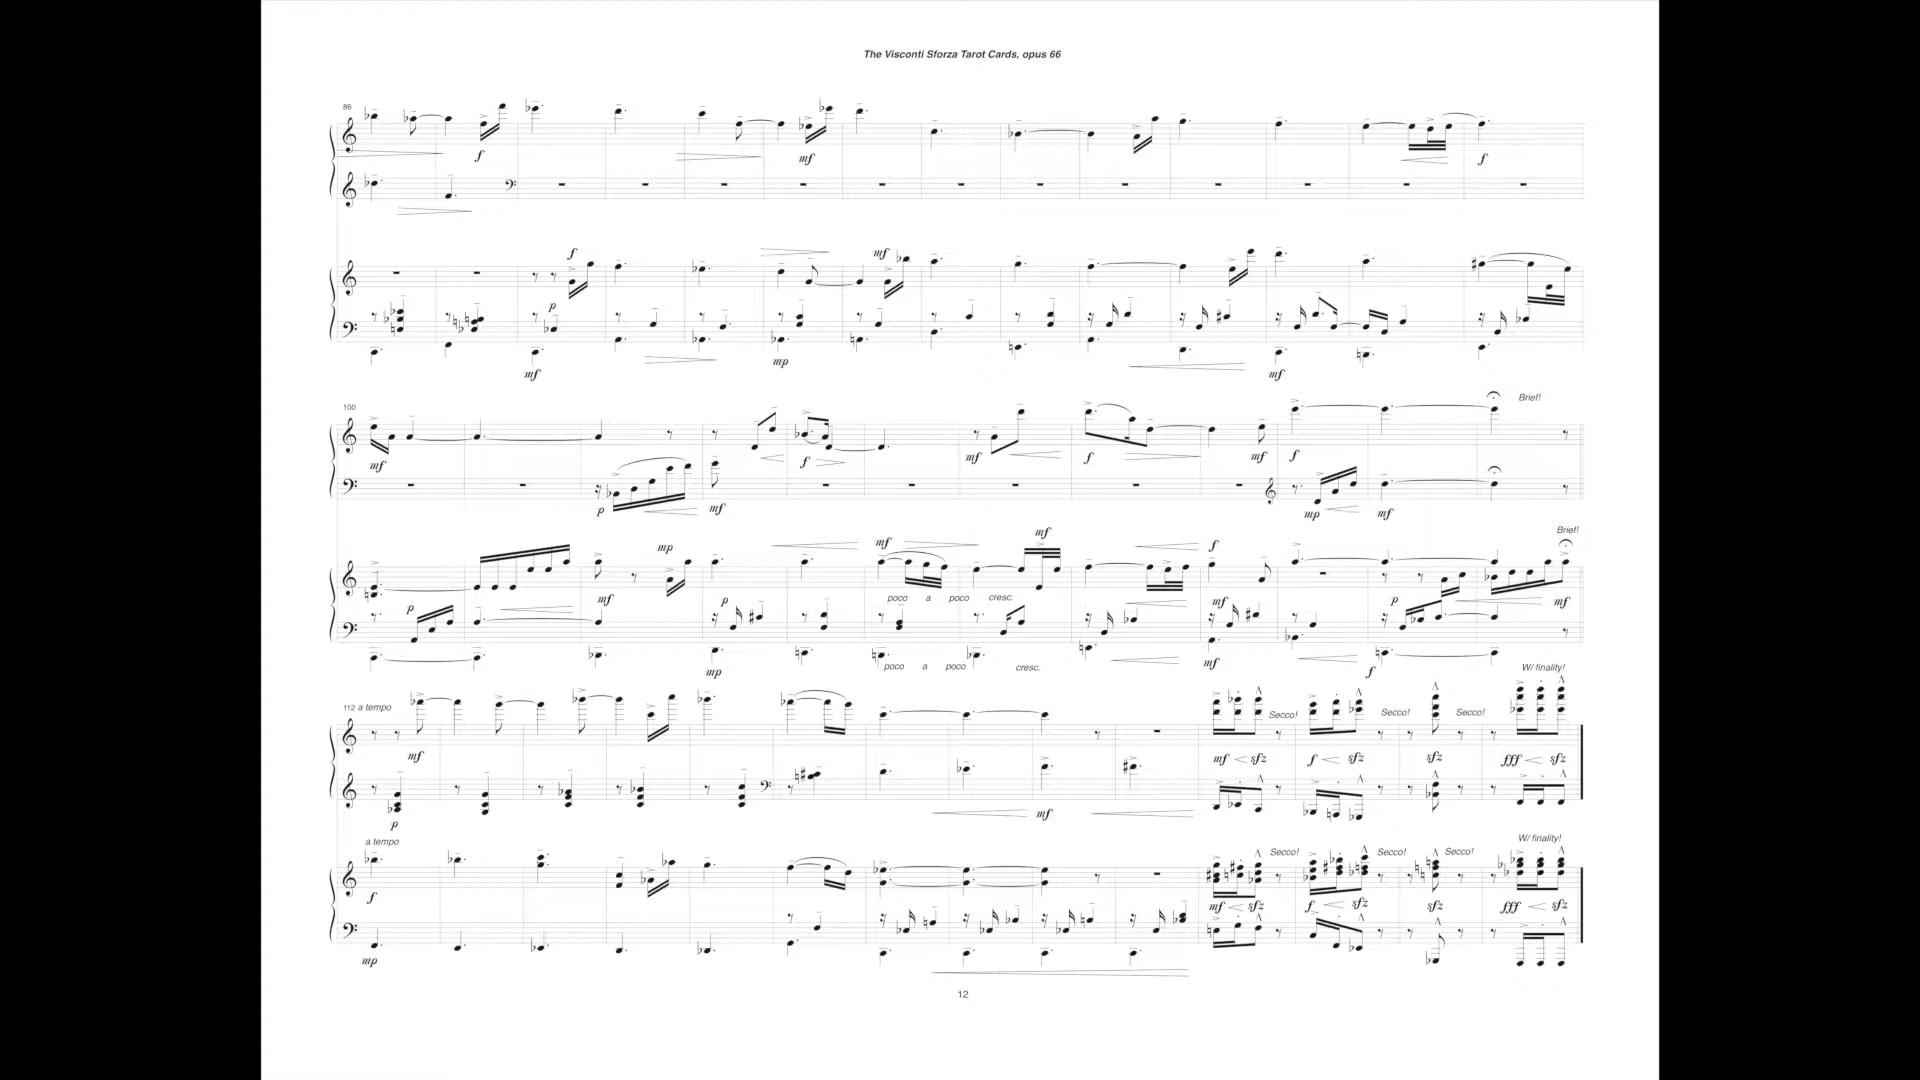 The Visconti Sforza Tarot Cards, opus 66
86
f
mf
f
f
mf
p
mf
mp
mf
100
Brief!
mf
f
mf
f
mf
f
p
mf
mp
mf
Brief!
mp
mf
mf
f
p
mf
p
poco a poco cresc.
mf
p
mf
mp
poco a poco cresc.
mf
f
W/ finality!
112 a tempo
Secco! Secco! Secco!
mf
mf sfz f sfz sfz fff sfz
mf
p
a tempo
W/ finality!
Secco! Secco! Secco!
f
mf sfz f sfz sfz fff sfz
mp
12